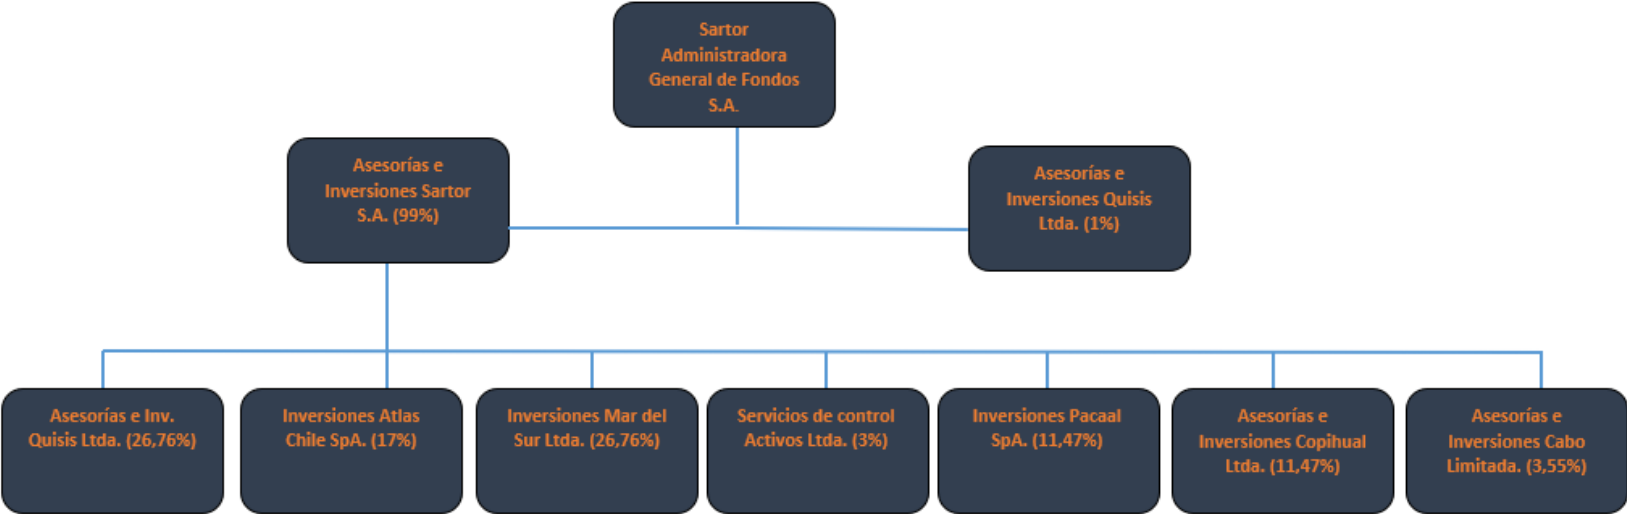 Sartor
Administradora
General de Fondos
S.A.
Asesorías e
Inversiones Sartor
S.A. (99%)
Asesorías e
Inversiones Quisis
Ltda. (1%)
Asesorías e Inv.
Quisis Ltda. (26,76%)
Inversiones Atlas
Chile SpA. (17%)
Inversiones Mar del
Sur Ltda. (26,76%)
Servicios de control
Activos Ltda. (3%)
Inversiones Pacaal
SpA. (11,47%)
Asesorías e
Inversiones Copihual
Ltda. (11,47%)
Asesorías e
Inversiones Cabo
Limitada. (3,55%)